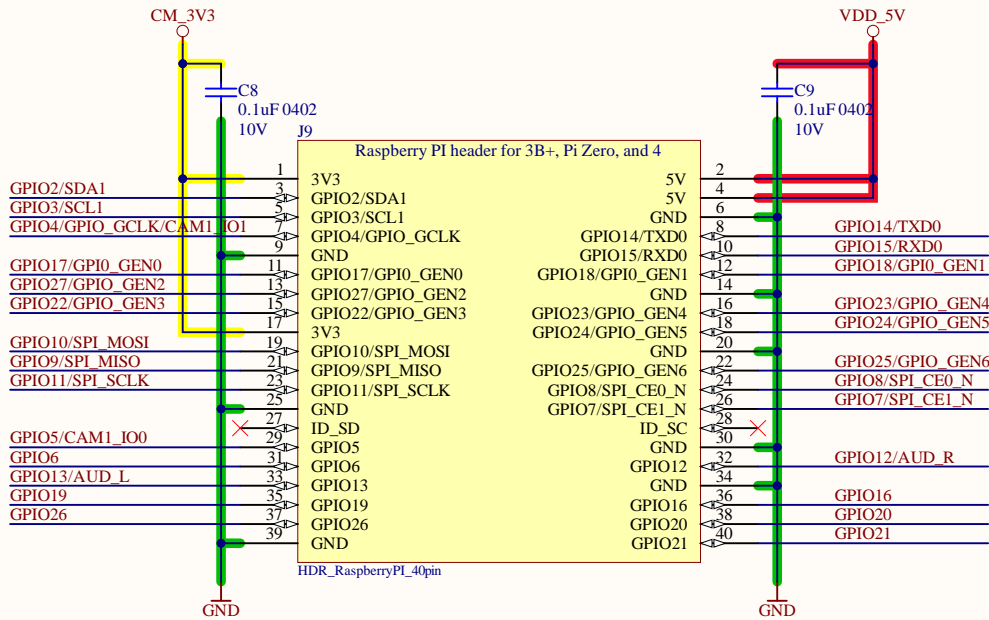 CM_3V3
VDD_5V
C8
0.1uF 0402
10V
C9
0.1uF 0402
10V
J9
Raspberry PI header for 3B+, Pi Zero, and 4
1 3V3 5V 2
GPIO2/SDA1 3 GPIO2/SDA1 5V 4
GPIO3/SCL1 5 GPIO3/SCL1 GND 6
GPIO4/GPIO_GCLK/CAM1_IO1 7 GPIO4/GPIO_GCLK GPIO14/TXD0 8 GPIO14/TXD0
9 GND GPIO15/RXD0 10 GPIO15/RXD0
GPIO17/GPI0_GEN0 11 GPIO17/GPI0_GEN0 GPIO18/GPI0_GEN1 12 GPIO18/GPI0_GEN1
GPIO27/GPIO_GEN2 13 GPIO27/GPIO_GEN2 GND 14
GPIO22/GPIO_GEN3 15 GPIO22/GPIO_GEN3 GPIO23/GPIO_GEN4 16 GPIO23/GPIO_GEN4
17 3V3 GPIO24/GPIO_GEN5 18 GPIO24/GPIO_GEN5
GPIO10/SPI_MOSI 19 GPIO10/SPI_MOSI GND 20
GPIO9/SPI_MISO 21 GPIO9/SPI_MISO GPIO25/GPIO_GEN6 22 GPIO25/GPIO_GEN6
GPIO11/SPI_SCLK 23 GPIO11/SPI_SCLK GPIO8/SPI_CE0_N 24 GPIO8/SPI_CE0_N
25 GND GPIO7/SPI_CE1_N 26 GPIO7/SPI_CE1_N
27 ID_SD ID_SC 28
GPIO5/CAM1_IO0 29 GPIO5 GND 30
GPIO6 31 GPIO6 GPIO12 32 GPIO12/AUD_R
GPIO13/AUD_L 33 GPIO13 GND 34
GPIO19 35 GPIO19 GPIO16 36 GPIO16
GPIO26 37 GPIO26 GPIO20 38 GPIO20
39 GND GPIO21 40 GPIO21
HDR_RaspberryPI_40pin
GND
GND